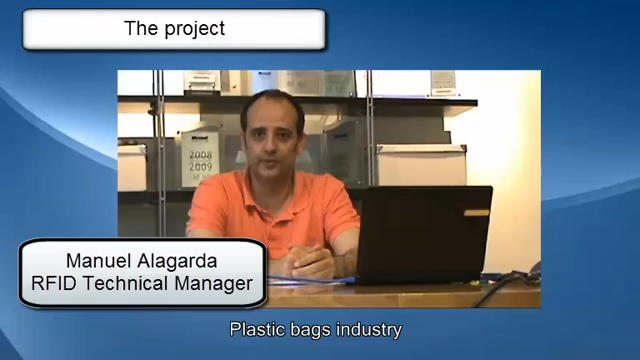 The project
2008
2009
Manuel Alagarda
RFID Technical Manager
Plastic bags industry